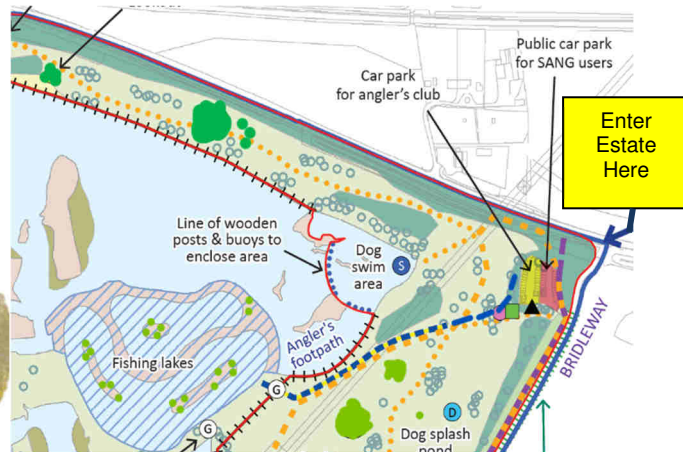 Public car park
for SANG users
Car park
for angler's club
Enter
Estate
Here
Line of wooden
posts & buoys to
enclose area
Dog
swim
area
S
Angler's
footpath
BRIDLEWAY
Fishing lakes
G
G
D
Dog splash
pond